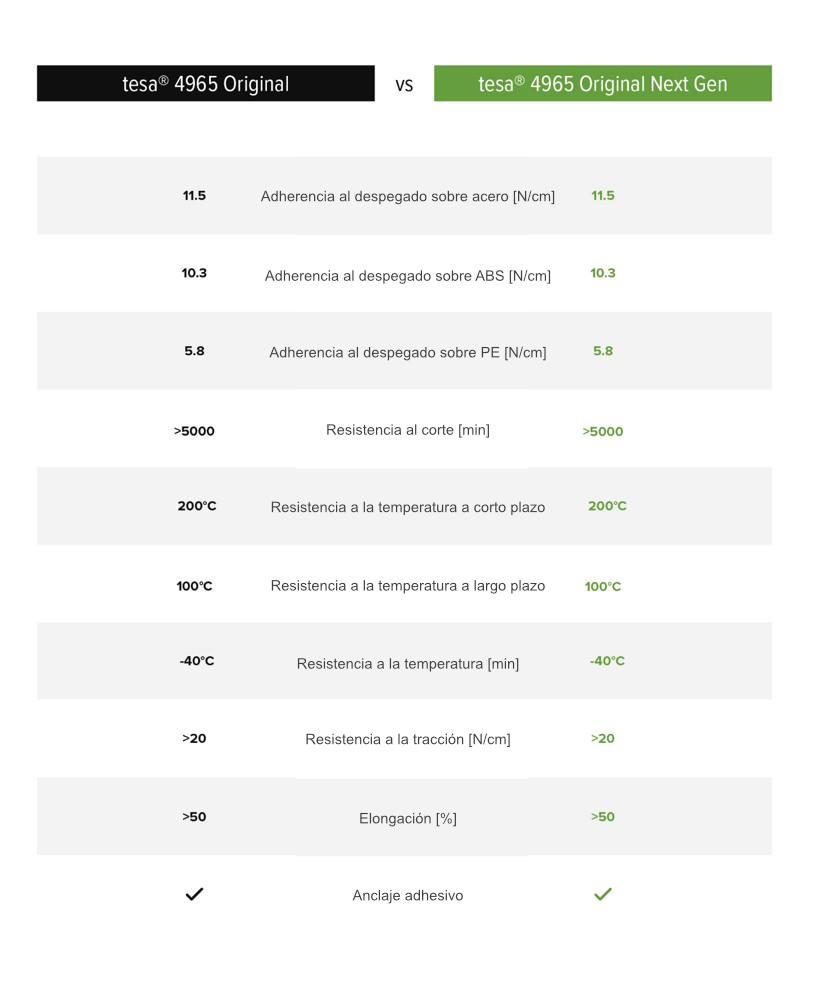 tesa® 4965 Original vs tesa® 4965 Original Next Gen
11.5 Adherencia al despegado sobre acero [N/cm] 11.5
10.3 Adherencia al despegado sobre ABS [N/cm] 10.3
5.8 Adherencia al despegado sobre PE [N/cm] 5.8
>5000 Resistencia al corte [min] >5000
200°C Resistencia a la temperatura a corto plazo 200°C
100°C Resistencia a la temperatura a largo plazo 100°C
-40°C Resistencia a la temperatura [min] -40°C
>20 Resistencia a la tracción [N/cm] >20
>50 Elongación [%] >50
✓ Anclaje adhesivo ✓